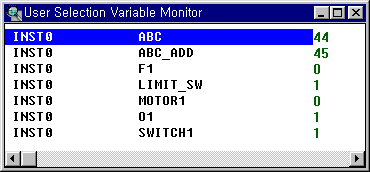 User Selection Variable Monitor
INST0 ABC 44
INST0 ABC_ADD 45
INST0 F1 0
INST0 LIMIT_SW 1
INST0 MOTOR1 0
INST0 O1 1
INST0 SWITCH1 1